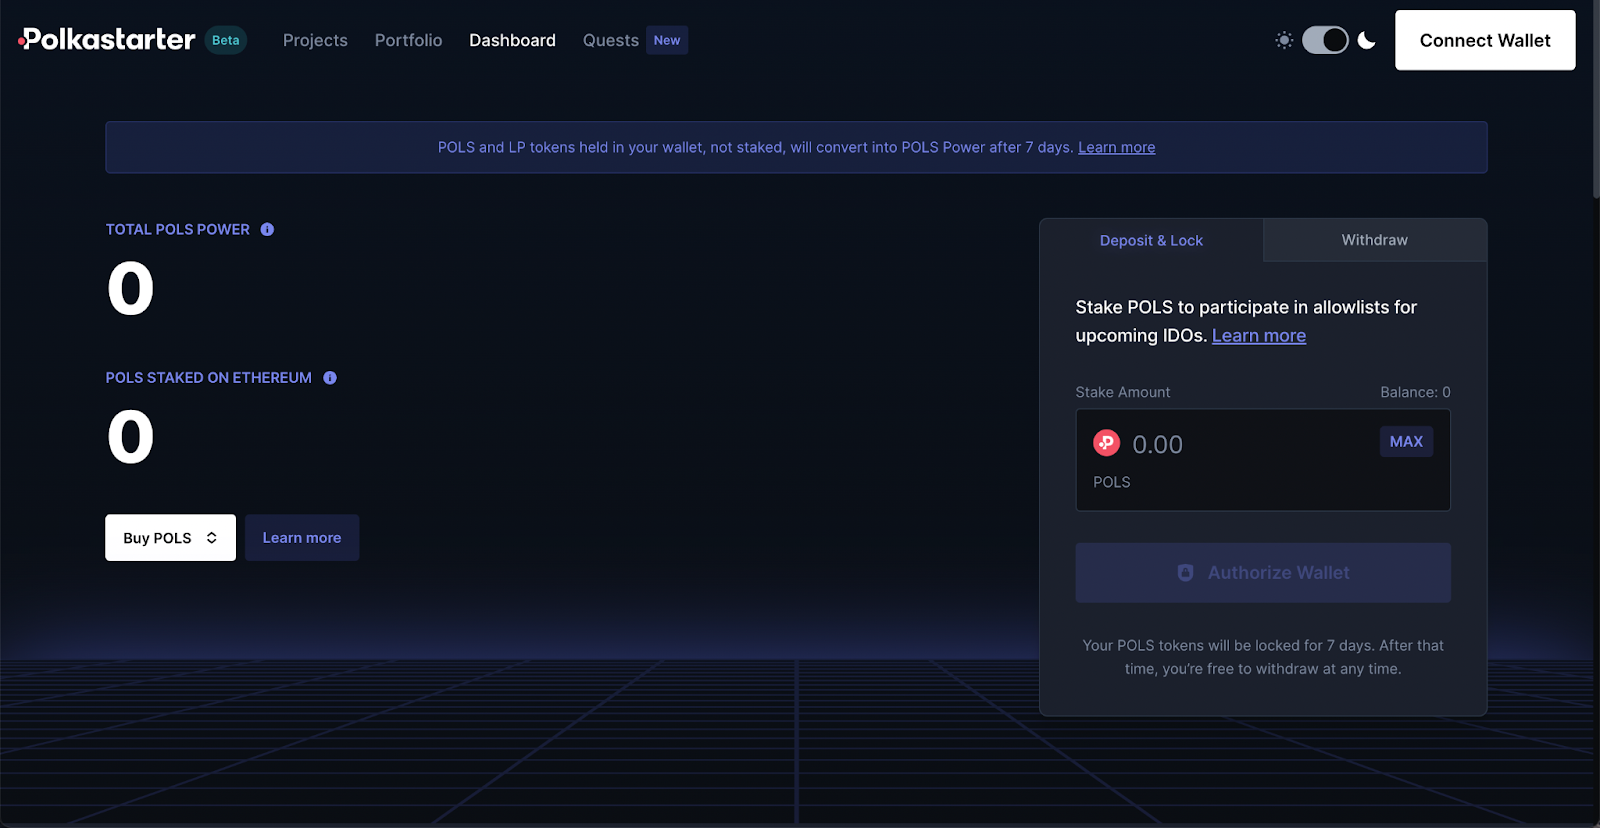 Polkastarter Beta Projects Portfolio Dashboard Quests New Connect Wallet
POLS and LP tokens held in your wallet, not staked, will convert into POLS Power after 7 days. Learn more
TOTAL POLS POWER
0
POLS STAKED ON ETHEREUM
0
Buy POLS Learn more
Deposit & Lock Withdraw
Stake POLS to participate in allowlists for
upcoming IDOs. Learn more
Stake Amount Balance: 0
0.00 MAX
POLS
Authorize Wallet
Your POLS tokens will be locked for 7 days. After that
time, you're free to withdraw at any time.